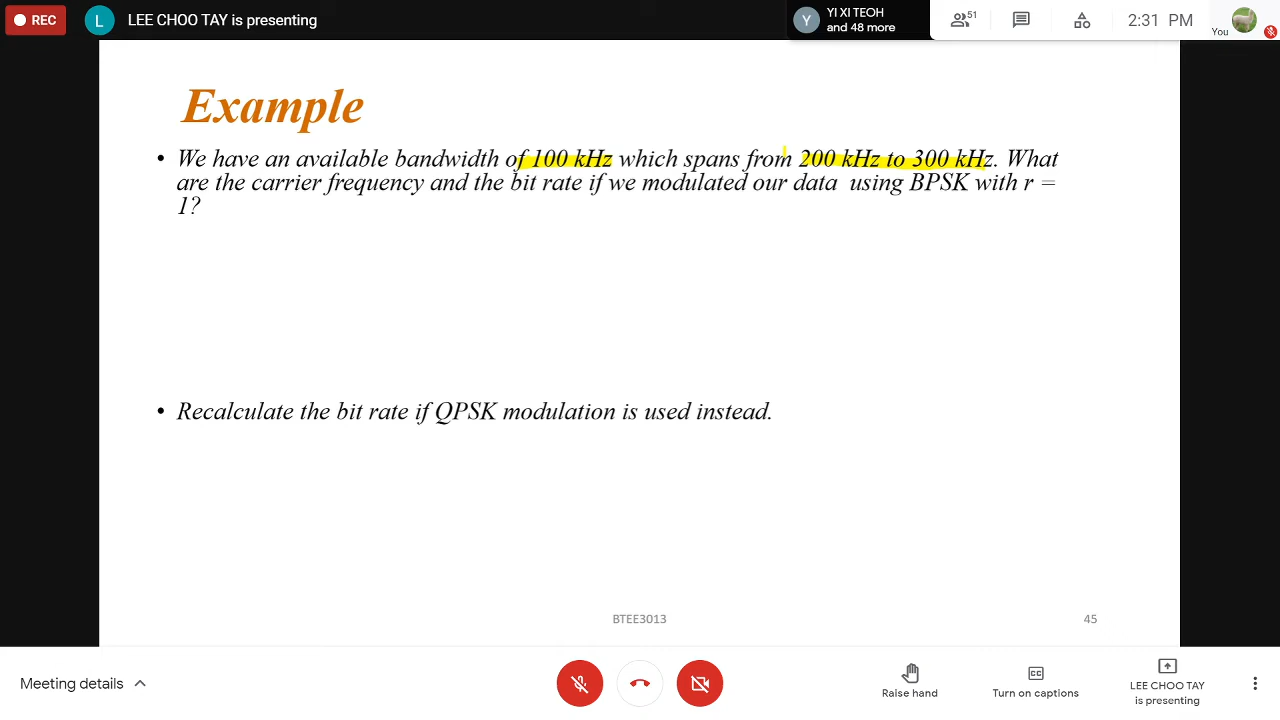 REC
L
LEE CHOO TAY is presenting
Y
YI XI TEOH
and 48 more
51
2:31 PM
You
Example
• We have an available bandwidth of 100 kHz which spans from 200 kHz to 300 kHz. What
are the carrier frequency and the bit rate if we modulated our data using BPSK with r =
1?
• Recalculate the bit rate if QPSK modulation is used instead.
BTEE3013
45
Meeting details
Raise hand
CC
Turn on captions
LEE CHOO TAY
is presenting